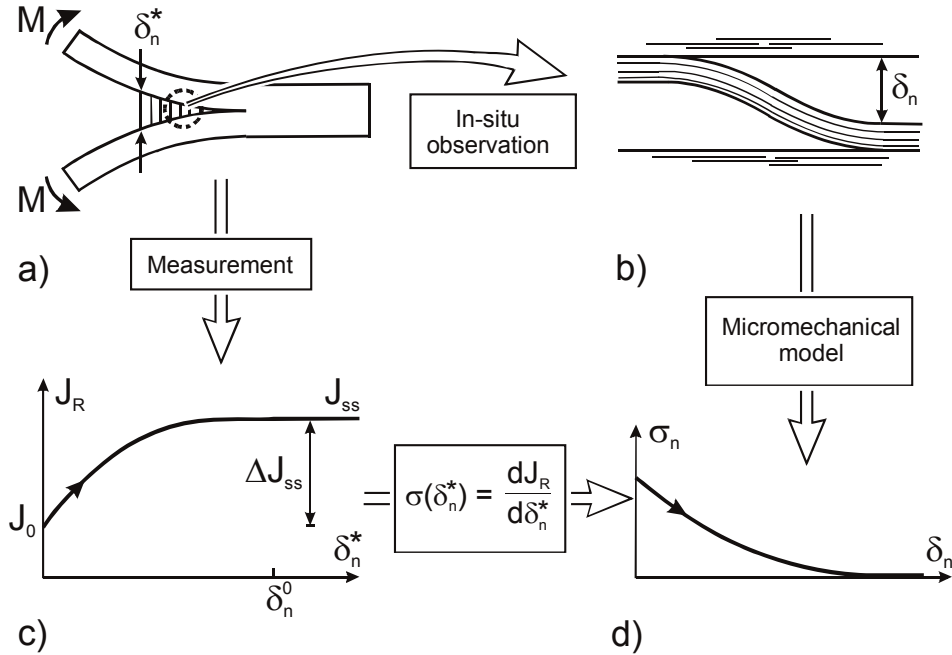 M
δn*
M
a)
In-situ
observation
δn
b)
Measurement
Micromechanical
model
JR
Jss
ΔJss
J0
δn*
δn0
c)
σ(δn*) = dJR / dδn*
σn
δn
d)